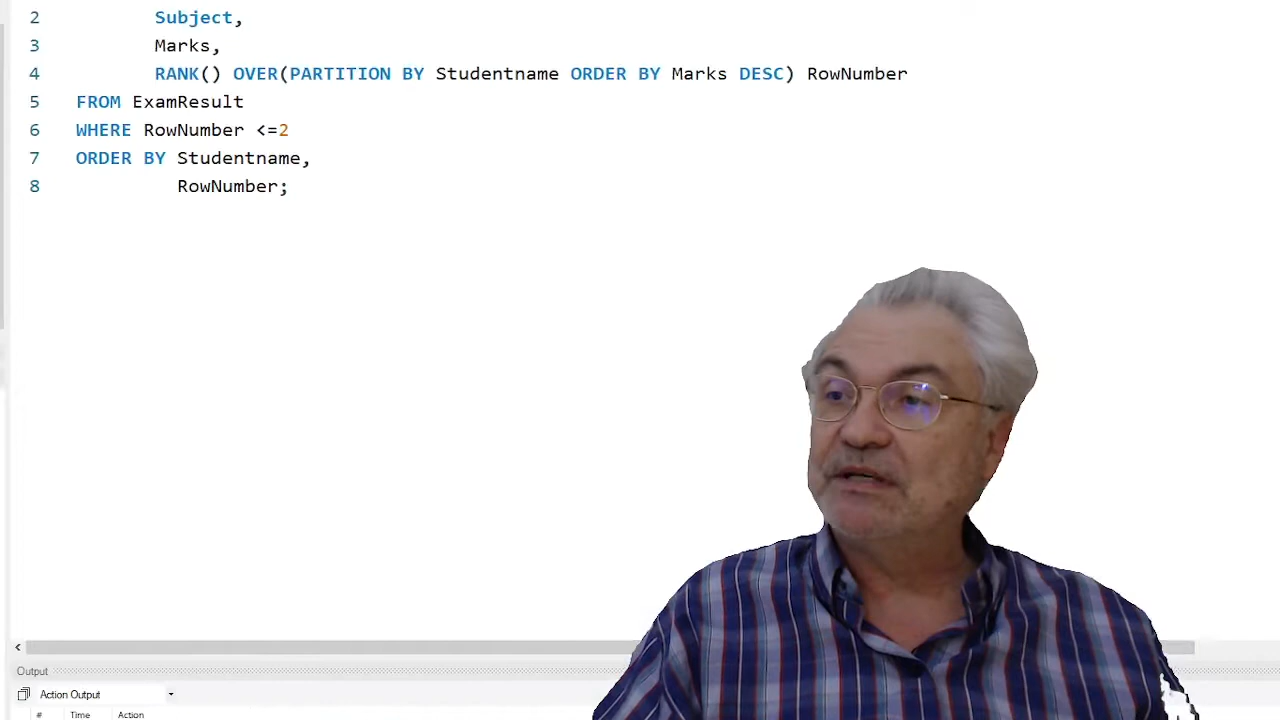 2 Subject,
3 Marks,
4 RANK() OVER(PARTITION BY Studentname ORDER BY Marks DESC) RowNumber
5 FROM ExamResult
6 WHERE RowNumber <=2
7 ORDER BY Studentname,
8 RowNumber;
Output
Action Output
# Time Action